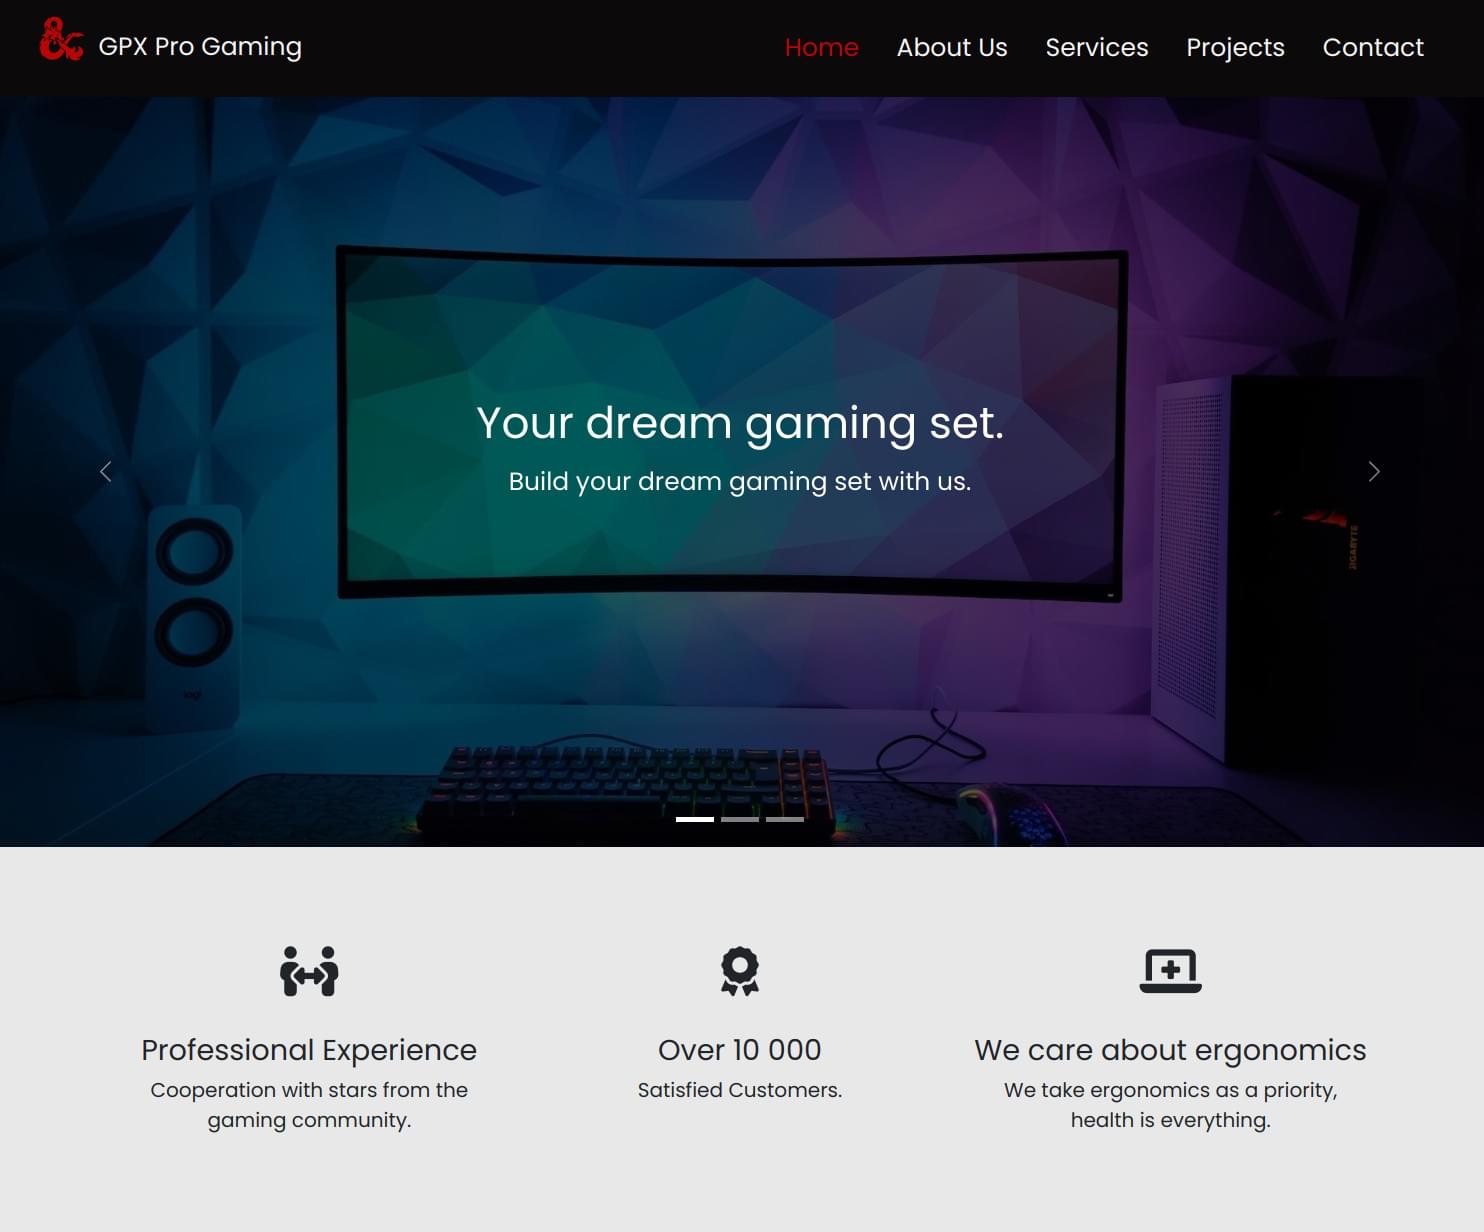 GPX Pro Gaming
Home About Us Services Projects Contact
Your dream gaming set.
Build your dream gaming set with us.
logi
Professional Experience
Cooperation with stars from the
gaming community.
Over 10 000
Satisfied Customers.
We care about ergonomics
We take ergonomics as a priority,
health is everything.